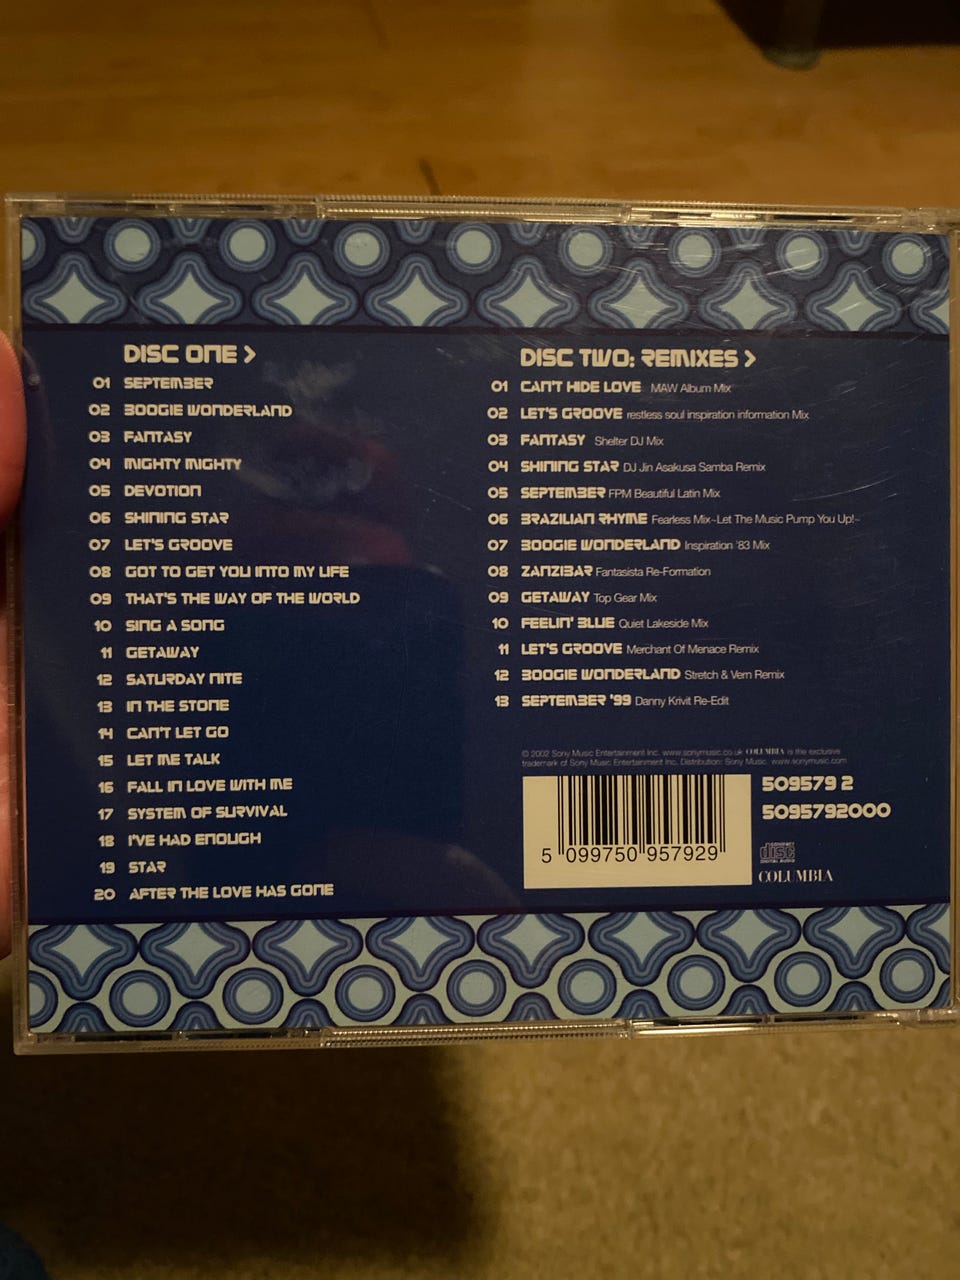 DISC ONE >
01 SEPTEMBER
02 BOOGIE WONDERLAND
03 FANTASY
04 MIGHTY MIGHTY
05 DEVOTION
06 SHINING STAR
07 LET'S GROOVE
08 GOT TO GET YOU INTO MY LIFE
09 THAT'S THE WAY OF THE WORLD
10 SING A SONG
11 GETAWAY
12 SATURDAY NITE
13 IN THE STONE
14 CAN'T LET GO
15 LET ME TALK
16 FALL IN LOVE WITH ME
17 SYSTEM OF SURVIVAL
18 I'VE HAD ENOUGH
19 STAR
20 AFTER THE LOVE HAS GONE
DISC TWO: REMIXES >
01 CAN'T HIDE LOVE MAW Album Mix
02 LET'S GROOVE restless soul inspiration information Mix
03 FANTASY Shelter DJ Mix
04 SHINING STAR DJ Jin Asakusa Samba Remix
05 SEPTEMBER FPM Beautiful Latin Mix
06 BRAZILIAN RHYME Fearless Mix~Let The Music Pump You Up!~
07 BOOGIE WONDERLAND Inspiration '83 Mix
08 ZANZIBAR Fantasista Re-Formation
09 GETAWAY Top Gear Mix
10 FEELIN' BLUE Quiet Lakeside Mix
11 LET'S GROOVE Merchant Of Menace Remix
12 BOOGIE WONDERLAND Stretch & Vern Remix
13 SEPTEMBER '99 Danny Krivit Re-Edit
© 2002 Sony Music Entertainment Inc. www.sonymusic.co.uk COLUMBIA is the exclusive
trademark of Sony Music Entertainment Inc. Distribution: Sony Music. www.sonymusic.com
5 099750 957929
509579 2
5095792000
COMPACT
disc
DIGITAL AUDIO
COLUMBIA